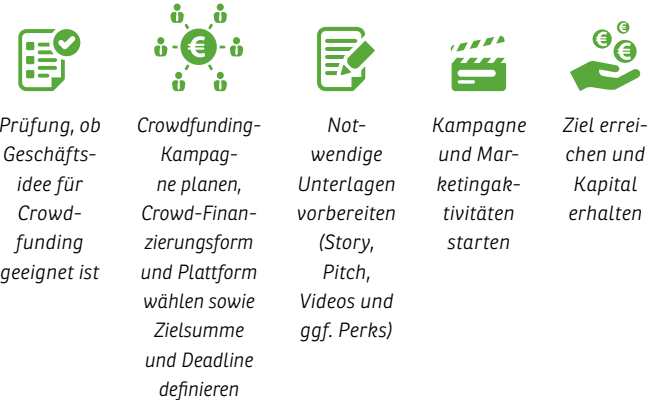 Prüfung, ob
Geschäfts-
idee für
Crowd-
funding
geeignet ist
Crowdfunding-
Kampag-
ne planen,
Crowd-Finan-
zierungsform
und Plattform
wählen sowie
Zielsumme
und Deadline
definieren
Not-
wendige
Unterlagen
vorbereiten
(Story,
Pitch,
Videos und
ggf. Perks)
Kampagne
und Mar-
ketingak-
tivitäten
starten
Ziel errei-
chen und
Kapital
erhalten